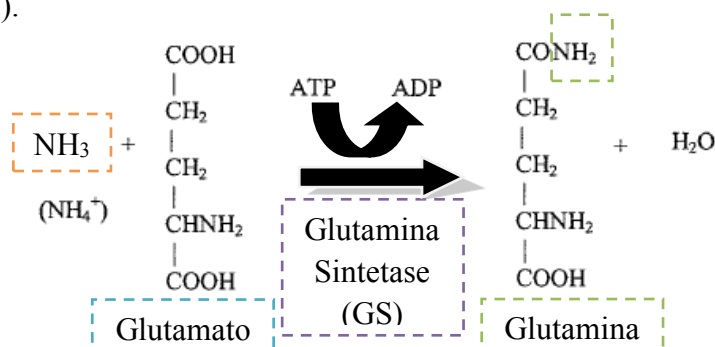 ).
NH₃
+
(NH₄⁺)
COOH
|
CH₂
|
CH₂
|
CHNH₂
|
COOH
Glutamato
ATP
ADP
Glutamina
Sintetase
(GS)
CONH₂
|
CH₂
|
CH₂
|
CHNH₂
|
COOH
Glutamina
+
H₂O